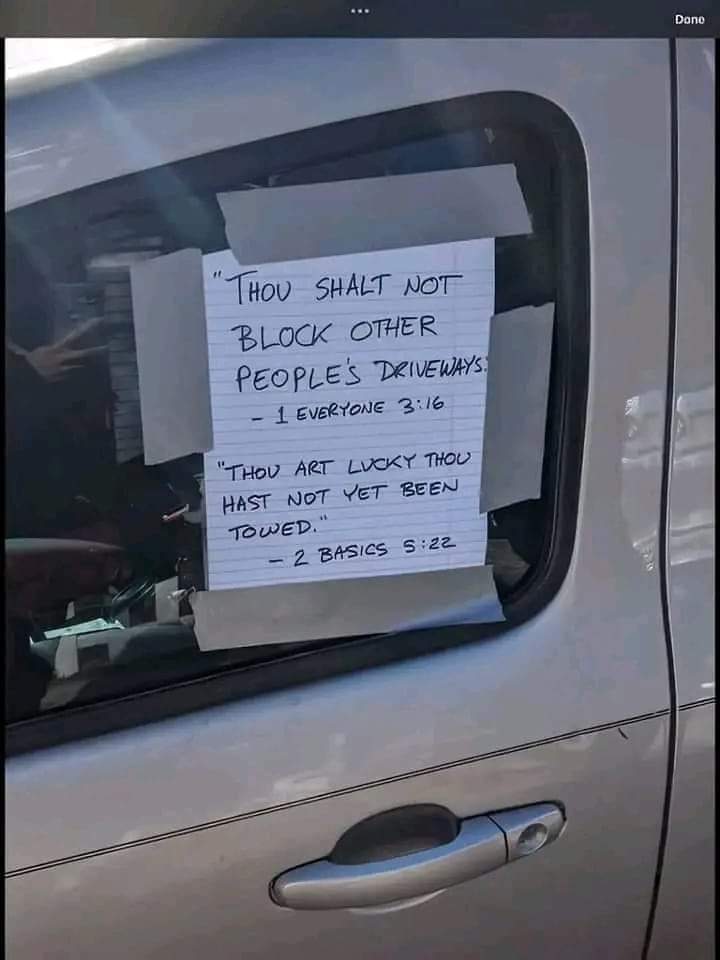 Done
"THOU SHALT NOT
BLOCK OTHER
PEOPLE'S DRIVEWAYS."
- 1 EVERYONE 3:16
"THOU ART LUCKY THOU
HAST NOT YET BEEN
TOWED."
- 2 BASICS 5:22